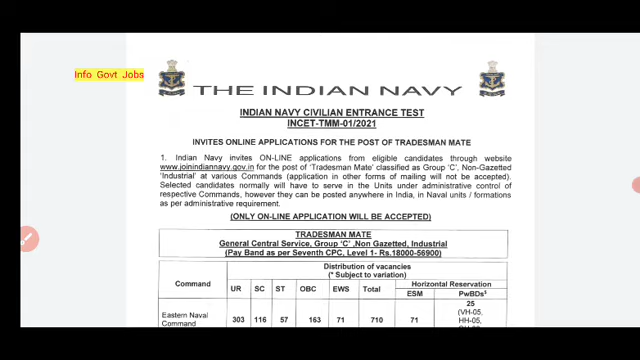 Info Govt Jobs
THE INDIAN NAVY
INDIAN NAVY CIVILIAN ENTRANCE TEST
INCET-TMM-01/2021
INVITES ONLINE APPLICATIONS FOR THE POST OF TRADESMAN MATE
1. Indian Navy invites ON-LINE applications from eligible candidates through website
www.joinindiannavy.gov.in for the post of 'Tradesman Mate' classified as Group 'C', Non-Gazetted
'Industrial' at various Commands (application in other forms of mailing will not be accepted).
Selected candidates normally will have to serve in the Units under administrative control of
respective Commands, however they can be posted anywhere in India, in Naval units / formations
as per administrative requirement.
(ONLY ON-LINE APPLICATION WILL BE ACCEPTED)
TRADESMAN MATE
General Central Service, Group 'C', Non Gazetted, Industrial
(Pay Band as per Seventh CPC, Level 1- Rs.18000-56900)
Command
Distribution of vacancies
(* Subject to variation)
UR SC ST OBC EWS Total Horizontal Reservation
ESM PwBDs$
Eastern Naval
Command
303 116 57 163 71 710 71
25
(VH-05,
HH-05,